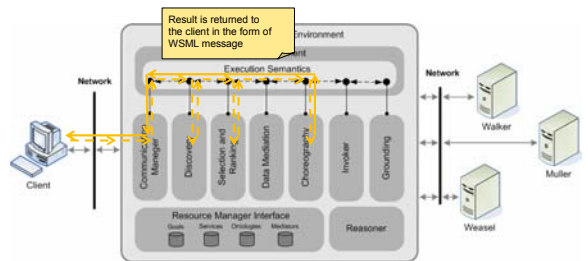 Result is returned to
the client in the form of
WSML message
Environment
Execution Semantics
Network
Network
Communication
Manager
Discovery
Selection and
Ranking
Data Mediation
Choreography
Invoker
Grounding
Client
Walker
Muller
Weasel
Resource Manager Interface
Goals
Services
Ontologies
Mediators
Reasoner